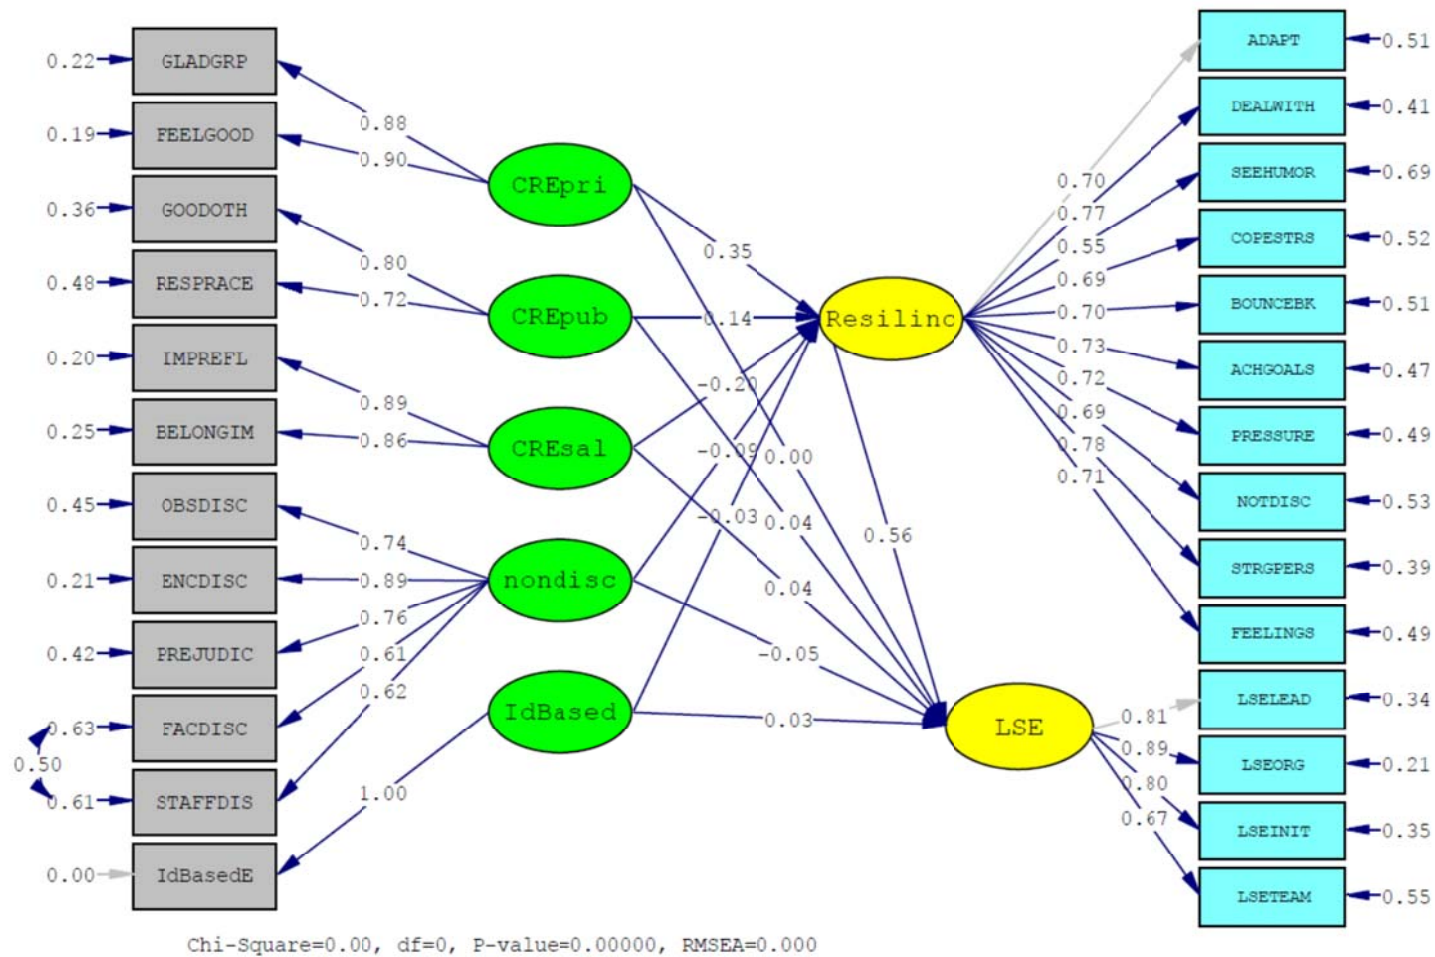 0.22 GLADGRP
0.19 FEELGOOD
0.36 GOODOTH
0.48 RESPRACE
0.20 IMPREFL
0.25 BELONGIM
0.45 OBSDISC
0.21 ENCDISC
0.42 PREJUDIC
0.63 FACDISC
0.50
0.61 STAFFDIS
0.00 IdBasedE
0.88
0.90
0.80
0.72
0.89
0.86
0.74
0.89
0.76
0.61
0.62
1.00
CREpri
CREpub
CREsal
nondisc
IdBased
0.35
0.14
-0.20
-0.09
0.00
-0.03
0.04
0.56
0.04
-0.05
0.03
Resilinc
LSE
0.70
0.77
0.55
0.69
0.70
0.73
0.72
0.69
0.78
0.71
0.81
0.89
0.80
0.67
ADAPT 0.51
DEALWITH 0.41
SEEHUMOR 0.69
COPESTRS 0.52
BOUNCEBK 0.51
ACHGOALS 0.47
PRESSURE 0.49
NOTDISC 0.53
STRGPERS 0.39
FEELINGS 0.49
LSELEAD 0.34
LSEORG 0.21
LSEINIT 0.35
LSETEAM 0.55
Chi-Square=0.00, df=0, P-value=0.00000, RMSEA=0.000